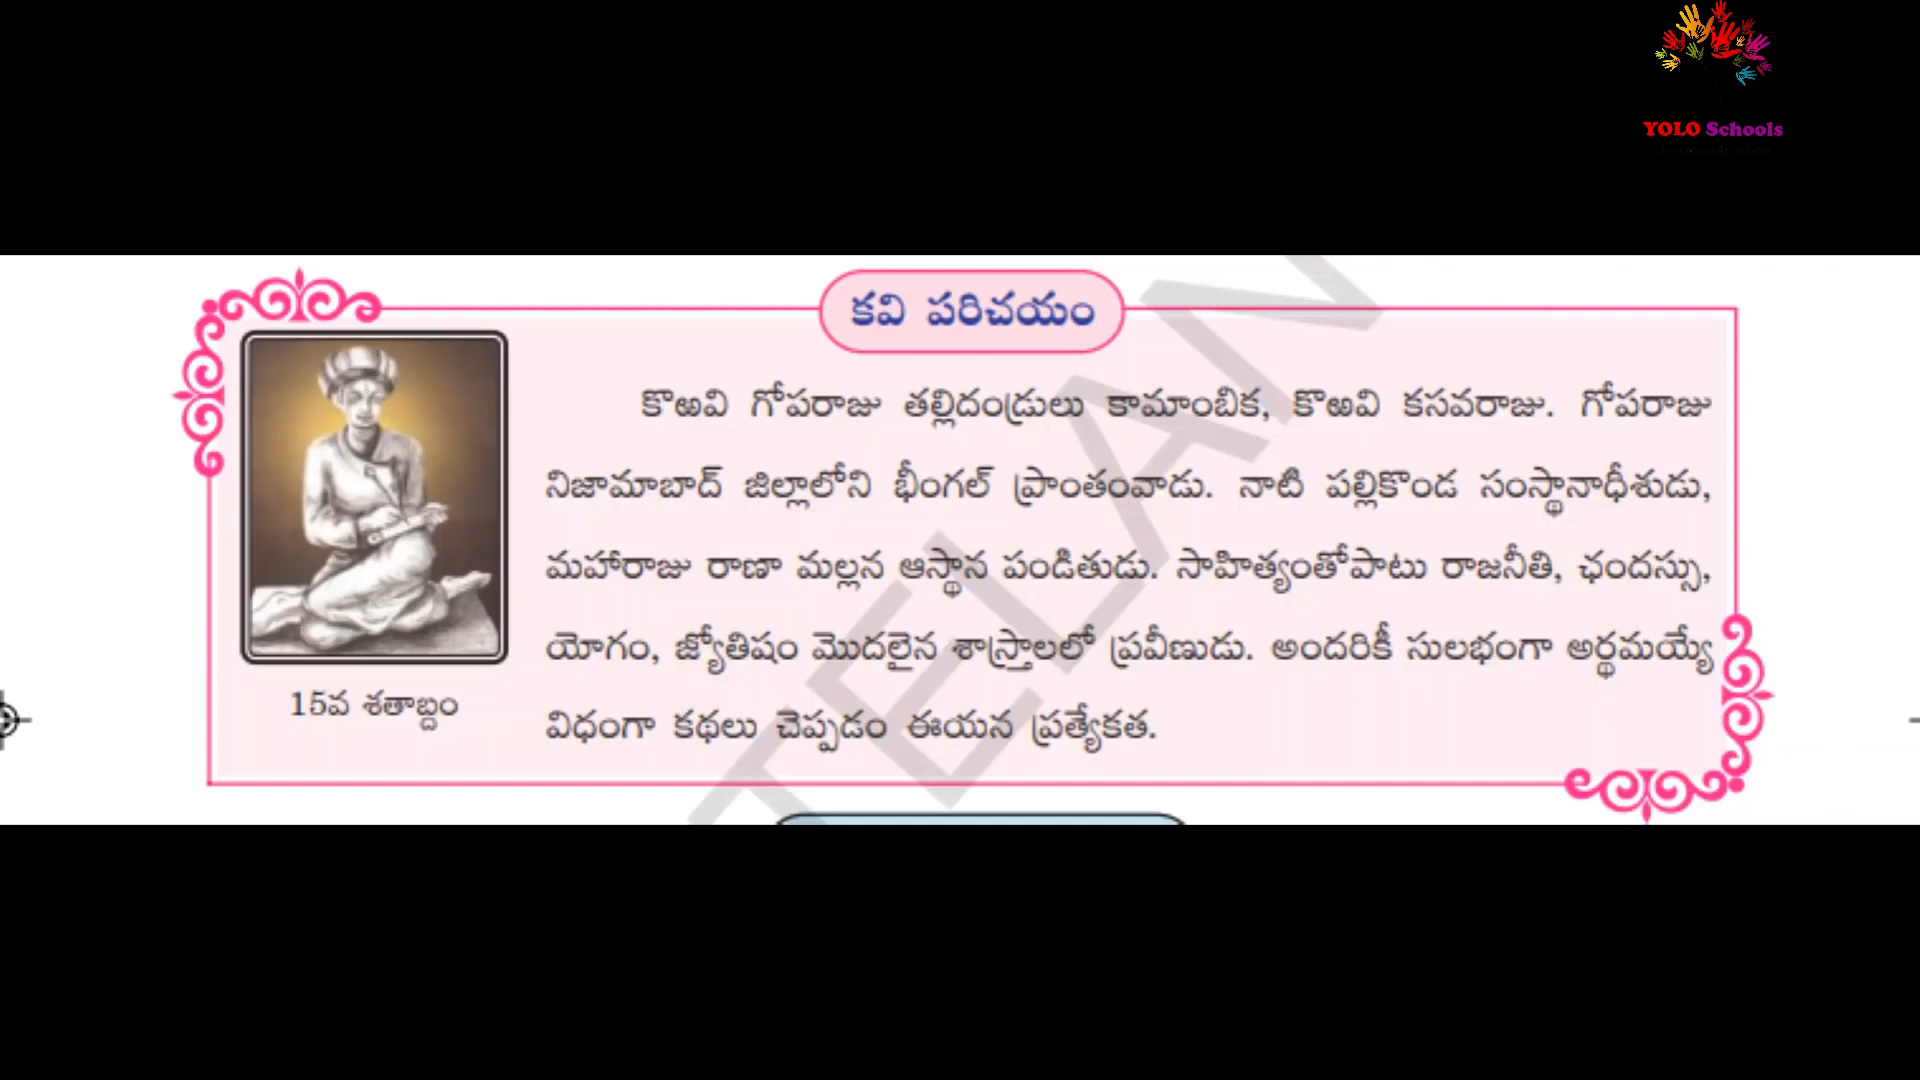 YOLO Schools
కవి పరిచయం
కొఱవి గోపరాజు తల్లిదండ్రులు కామాంబిక, కొఱవి కసవరాజు. గోపరాజు
నిజామాబాద్ జిల్లాలోని భీంగల్ ప్రాంతంవాడు. నాటి పల్లికొండ సంస్థానాధీశుడు,
మహారాజు రాణా మల్లన ఆస్థాన పండితుడు. సాహిత్యంతోపాటు రాజనీతి, ఛందస్సు,
యోగం, జ్యోతిషం మొదలైన శాస్త్రాలలో ప్రవీణుడు. అందరికీ సులభంగా అర్థమయ్యే
విధంగా కథలు చెప్పడం ఈయన ప్రత్యేకత.
15వ శతాబ్దం
TELAN